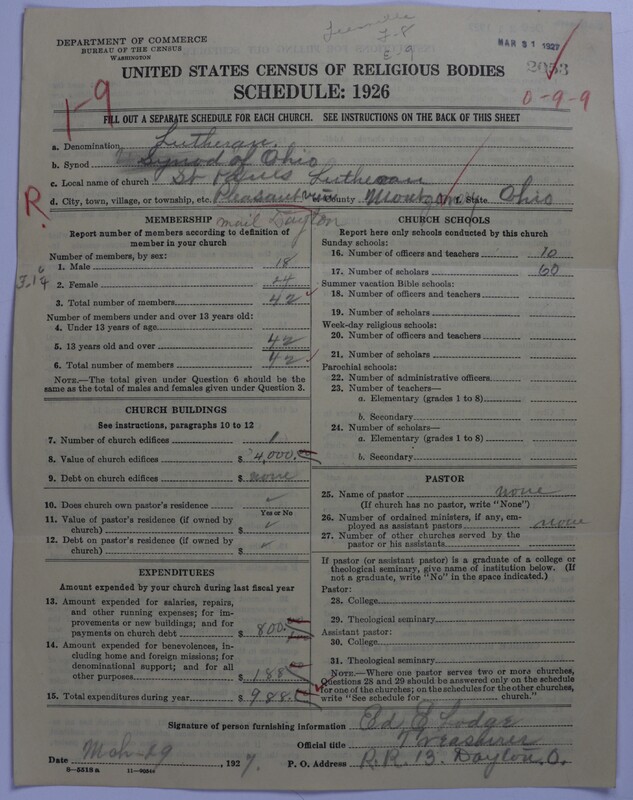 DEPARTMENT OF COMMERCE
BUREAU OF THE CENSUS
WASHINGTON
MAR 31 1927
E-9
UNITED STATES CENSUS OF RELIGIOUS BODIES
SCHEDULE: 1926
1-9
0-9-9
FILL OUT A SEPARATE SCHEDULE FOR EACH CHURCH. SEE INSTRUCTIONS ON THE BACK OF THIS SHEET
a. Denomination Lutheran
b. Synod Synod of Ohio
c. Local name of church St Pauls Lutheran
d. City, town, village, or township, etc. County Montgomery f. State Ohio
R.
mail Dayton
MEMBERSHIP
Report number of members according to definition of
member in your church
Number of members, by sex:
1. Male 18
2. Female 24
3. Total number of members 42
Number of members under and over 13 years old:
4. Under 13 years of age
5. 13 years old and over 42
6. Total number of members 42
NOTE.—The total given under Question 6 should be
the same as the total of males and females given under Question 3.
CHURCH BUILDINGS
See instructions, paragraphs 10 to 12
7. Number of church edifices 1
8. Value of church edifices $ 4,000.
9. Debt on church edifices $ none
10. Does church own pastor's residence ✓
Yes or No
11. Value of pastor's residence (if owned by
church) $ ✓
12. Debt on pastor's residence (if owned by
church) $ ✓
EXPENDITURES
Amount expended by your church during last fiscal year
13. Amount expended for salaries, repairs,
and other running expenses; for im-
provements or new buildings; and for
payments on church debt $ 800.
14. Amount expended for benevolences, in-
cluding home and foreign missions; for
denominational support; and for all
other purposes $ 188
15. Total expenditures during year $ 988.
CHURCH SCHOOLS
Report here only schools conducted by this church
Sunday schools:
16. Number of officers and teachers 10
17. Number of scholars 60
Summer vacation Bible schools:
18. Number of officers and teachers
19. Number of scholars
Week-day religious schools:
20. Number of officers and teachers
21. Number of scholars
Parochial schools:
22. Number of administrative officers
23. Number of teachers—
a. Elementary (grades 1 to 8)
b. Secondary
24. Number of scholars—
a. Elementary (grades 1 to 8)
b. Secondary
PASTOR
25. Name of pastor none
(If church has no pastor, write "None")
26. Number of ordained ministers, if any, em-
ployed as assistant pastors none
27. Number of other churches served by the
pastor or his assistants
If pastor (or assistant pastor) is a graduate of a college or
theological seminary, give name of institution below. (If
not a graduate, write "No" in the space indicated.)
Pastor:
28. College
29. Theological seminary
Assistant pastor:
30. College
31. Theological seminary
NOTE.—Where one pastor serves two or more churches,
Questions 28 and 29 should be answered only on the schedule
for one of the churches; on the schedules for the other churches,
write "See schedule for church."
Signature of person furnishing information Ed E Lodge
Official title Treasurer
Date Mch-29, 1927. P. O. Address R.R. 13. Dayton. O.
8-5518a